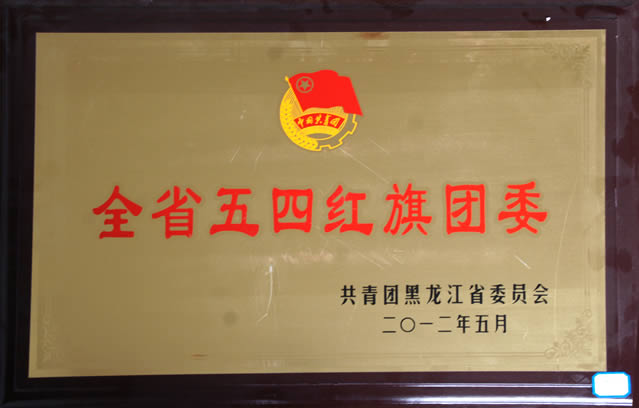 中国共青团
全省五四红旗团委
共青团黑龙江省委员会
二〇一二年五月